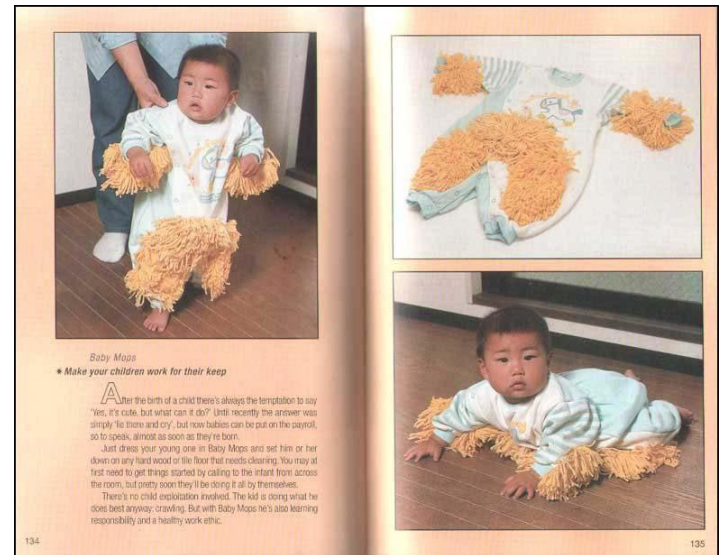 Baby Mops
✷ Make your children work for their keep
After the birth of a child there's always the temptation to say
'Yes, it's cute, but what can it do?' Until recently the answer was
simply 'lie there and cry', but now babies can be put on the payroll,
so to speak, almost as soon as they're born.
Just dress your young one in Baby Mops and set him or her
down on any hard wood or tile floor that needs cleaning. You may at
first need to get things started by calling to the infant from across
the room, but pretty soon they'll be doing it all by themselves.
There's no child exploitation involved. The kid is doing what he
does best anyway: crawling. But with Baby Mops he's also learning
responsibility and a healthy work ethic.
134
135